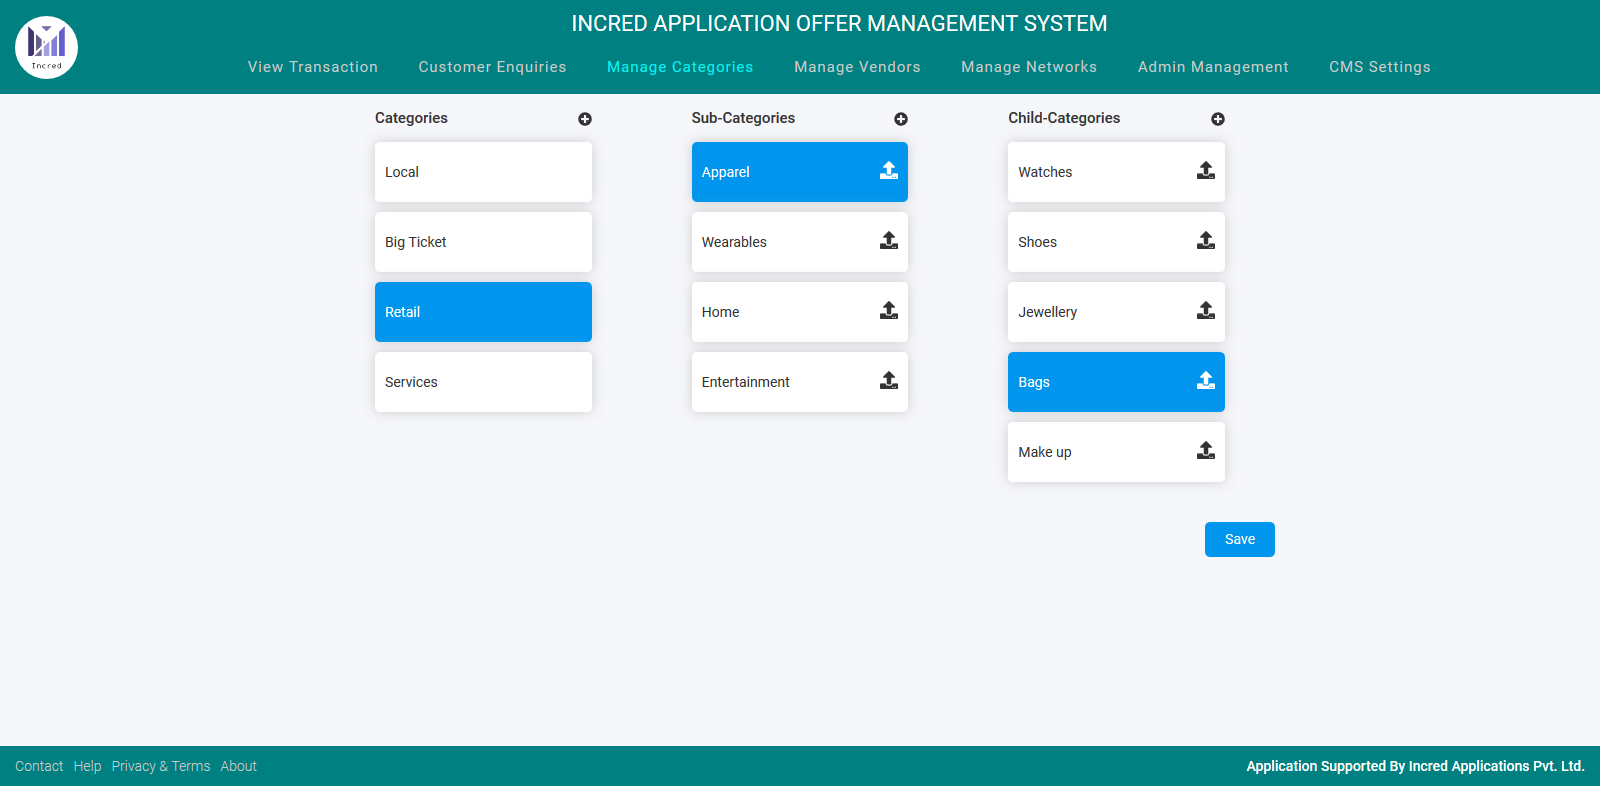 INCRED APPLICATION OFFER MANAGEMENT SYSTEM
Incred
View Transaction Customer Enquiries Manage Categories Manage Vendors Manage Networks Admin Management CMS Settings
Categories
Local
Big Ticket
Retail
Services
Sub-Categories
Apparel
Wearables
Home
Entertainment
Child-Categories
Watches
Shoes
Jewellery
Bags
Make up
Save
Contact Help Privacy & Terms About
Application Supported By Incred Applications Pvt. Ltd.